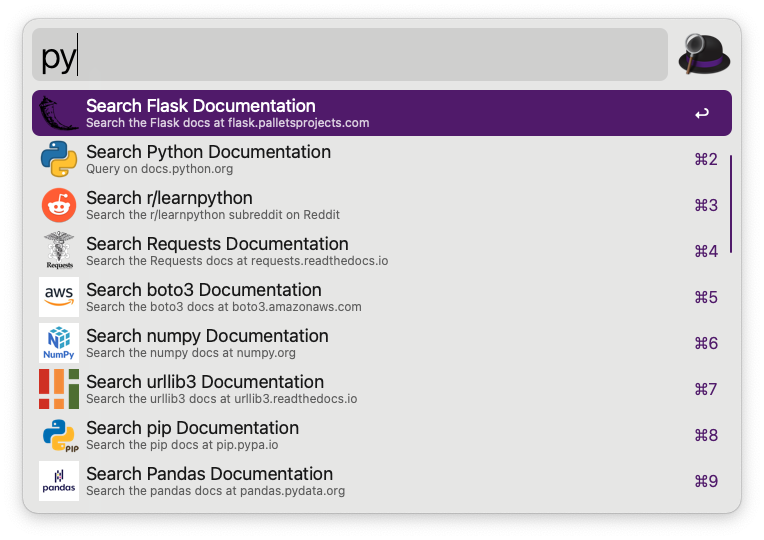 py
Search Flask Documentation
Search the Flask docs at flask.palletsprojects.com
Search Python Documentation
Query on docs.python.org
⌘2
Search r/learnpython
Search the r/learnpython subreddit on Reddit
⌘3
Requests
Search Requests Documentation
Search the Requests docs at requests.readthedocs.io
⌘4
aws
Search boto3 Documentation
Search the boto3 docs at boto3.amazonaws.com
⌘5
NumPy
Search numpy Documentation
Search the numpy docs at numpy.org
⌘6
Search urllib3 Documentation
Search the urllib3 docs at urllib3.readthedocs.io
⌘7
PIP
Search pip Documentation
Search the pip docs at pip.pypa.io
⌘8
pandas
Search Pandas Documentation
Search the pandas docs at pandas.pydata.org
⌘9